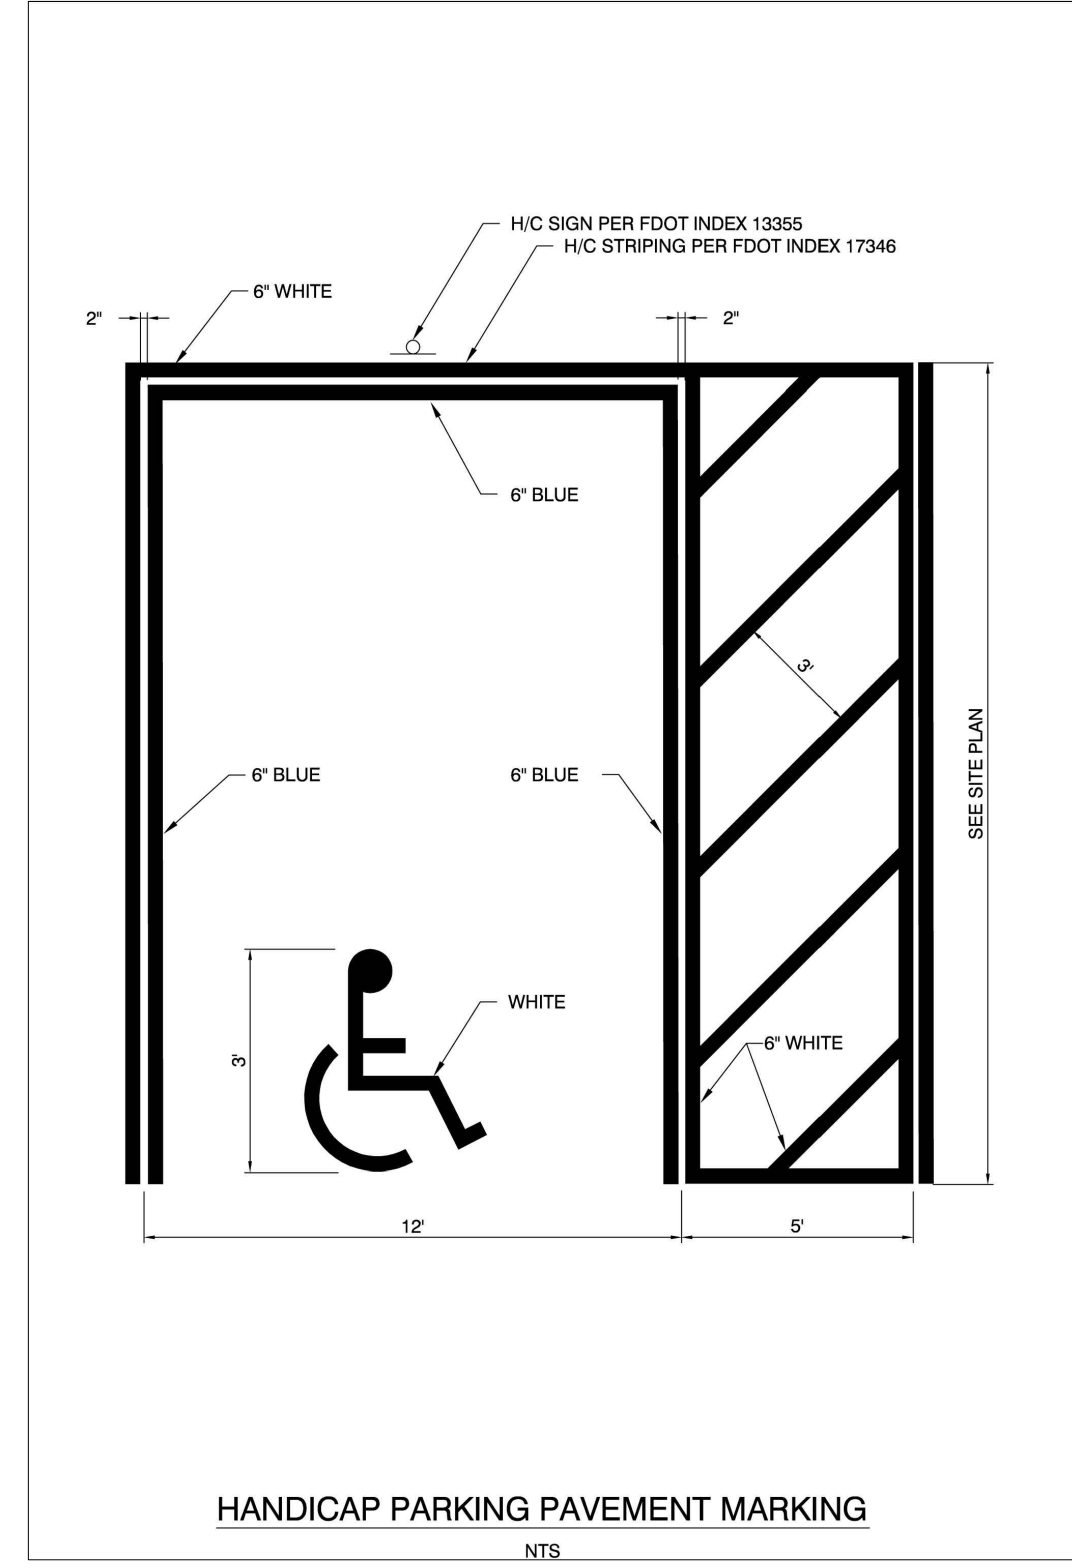 H/C SIGN PER FDOT INDEX 13355
H/C STRIPING PER FDOT INDEX 17346
6" WHITE
2"
2"
6" BLUE
3'
SEE SITE PLAN
6" BLUE
6" BLUE
WHITE
6" WHITE
3'
12'
5'
HANDICAP PARKING PAVEMENT MARKING
NTS